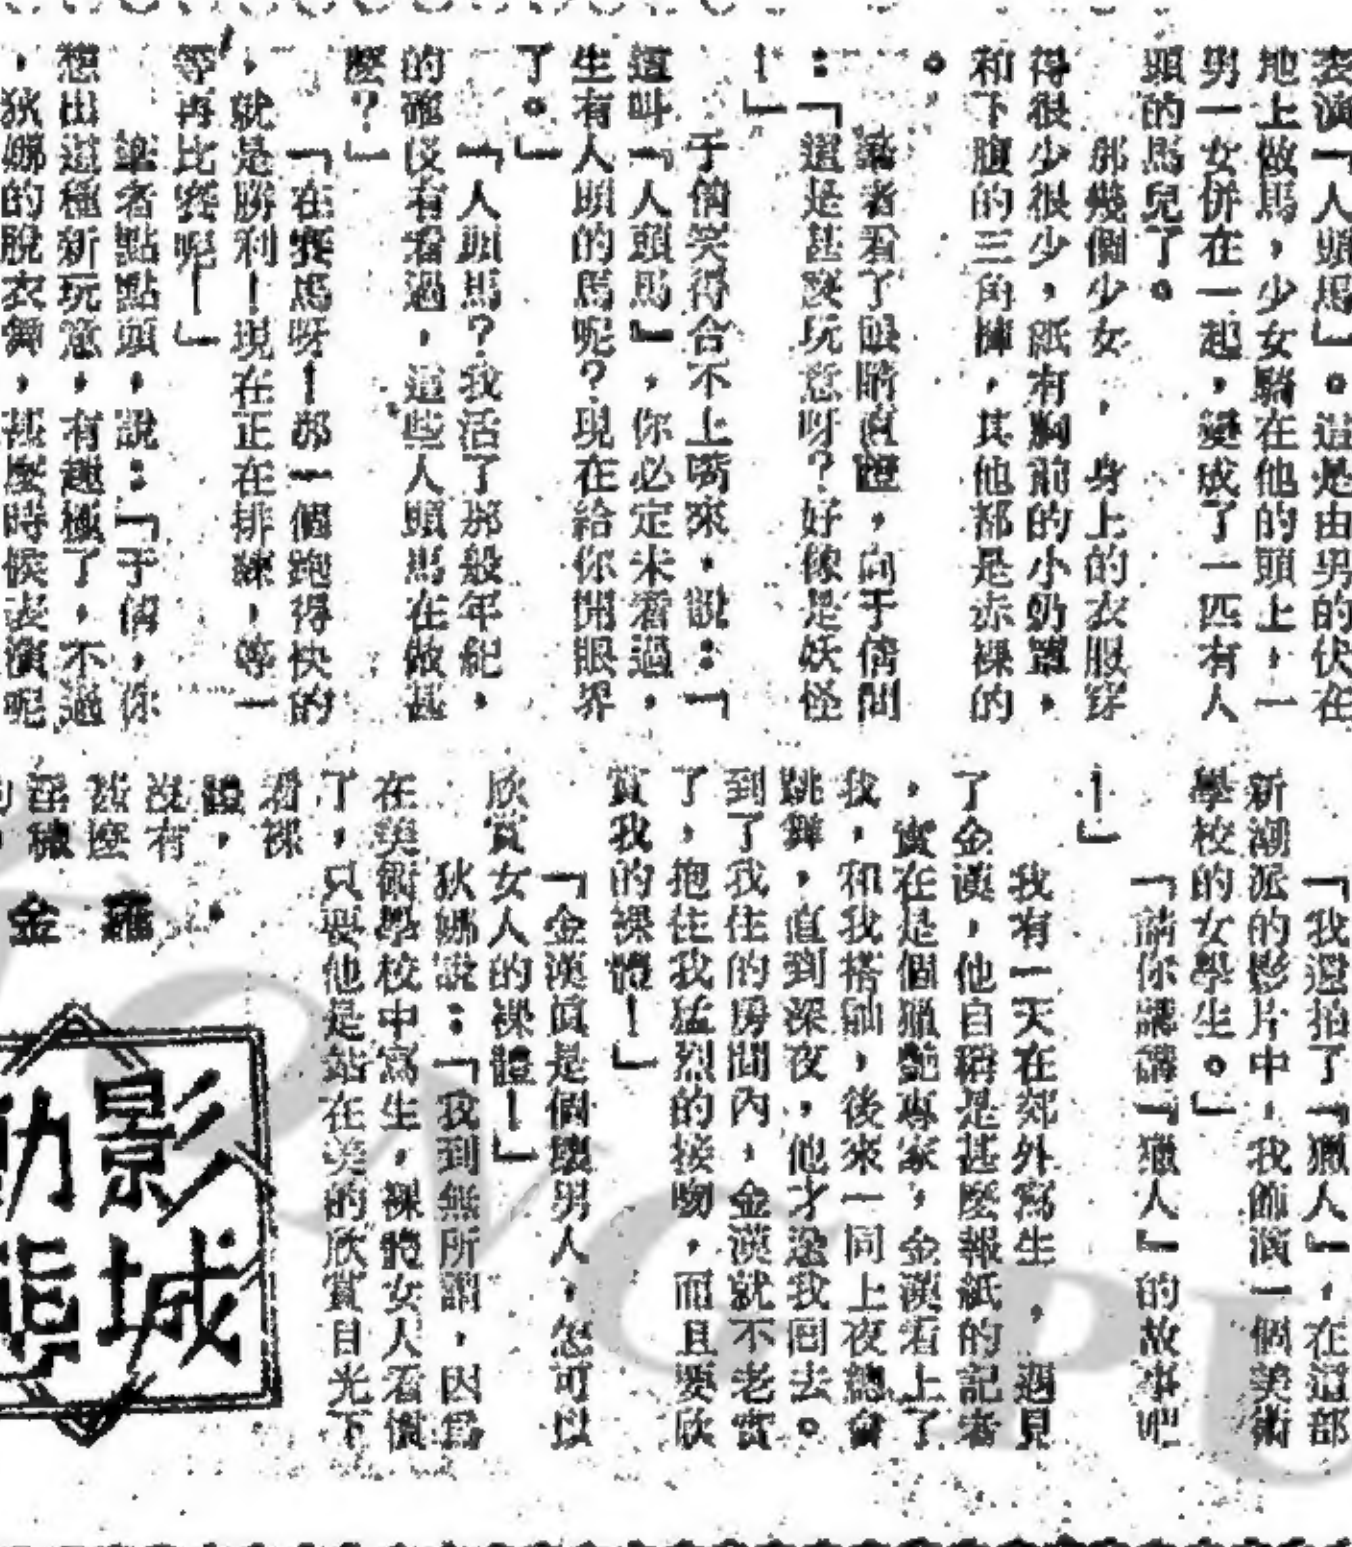 表演「人頭馬」。這是由男的伏在
地上做馬，少女騎在他的頭上，一
男一女併在一起，變成了一匹有人
頭的馬兒了。
那幾個少女，身上的衣服穿
得很少很少，紙有胸前的小奶罩，
和下腹的三角褲，其他都是赤裸的
。
筆者看了眼睛直瞪，向于倩問
：「這是甚麼玩意呀？好像是妖怪
！」
于倩笑得合不上嘴來，說：「
這叫『人頭馬』，你必定未看過，
生有人頭的馬呢？現在給你開眼界
了。」
「人頭馬？我活了那般年紀，
的確沒有看過，這些人頭馬在做甚
麼？」
「在賽馬呀！那一個跑得快的
，就是勝利！現在正在排練，等一
等再比賽呢！」
筆者點點頭，說：「于倩，你
想出這種新玩意，有趣極了，不過
，狄娜的脫衣舞，甚麼時候表演呢
「我還拍了『獵人』，在這部
新潮派的影片中，我飾演一個美術
學校的女學生。」
「請你講講『獵人』的故事吧
！」
我有一天在郊外寫生，遇見
了金漢，他自稱是甚麼報紙的記者
，實在是個獵艷專家，金漢看上了
我，和我搭訕，後來一同上夜總會
跳舞，直到深夜，他才送我回去。
到了我住的房間內，金漢就不老實
了，抱住我猛烈的接吻，而且要欣
賞我的裸體！」
「金漢真是個壞男人，怎可以
欣賞女人的裸體！」
狄娜說：「我到無所謂，因爲
在美術學校中寫生，裸體女人看慣
了，只要他是站在美的欣賞目光下
看裸
體，
沒有
甚麼
淫穢
羅
金
影城
動